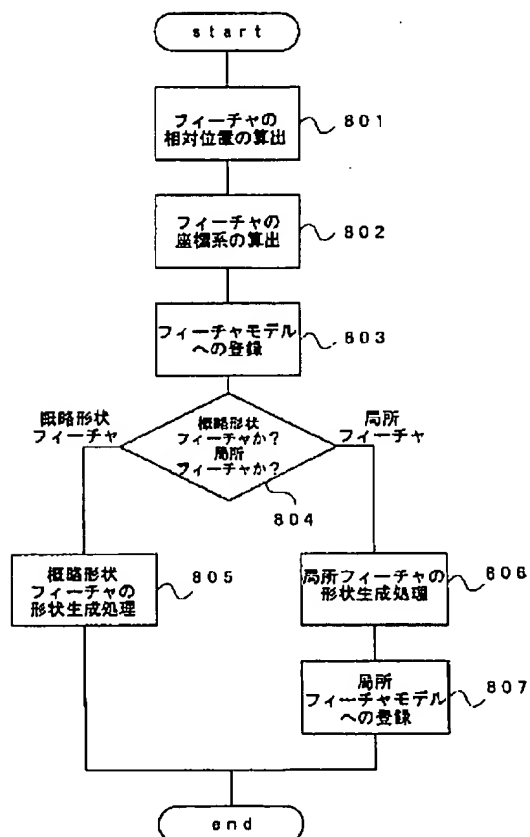 start
フィーチャの
相対位置の算出
801
フィーチャの
座標系の算出
802
フィーチャモデル
への登録
803
概略形状
フィーチャ
概略形状
フィーチャか?
局所
フィーチャか?
局所
フィーチャ
804
概略形状
フィーチャの
形状生成処理
805
局所フィーチャの
形状生成処理
806
局所
フィーチャモデル
への登録
807
end